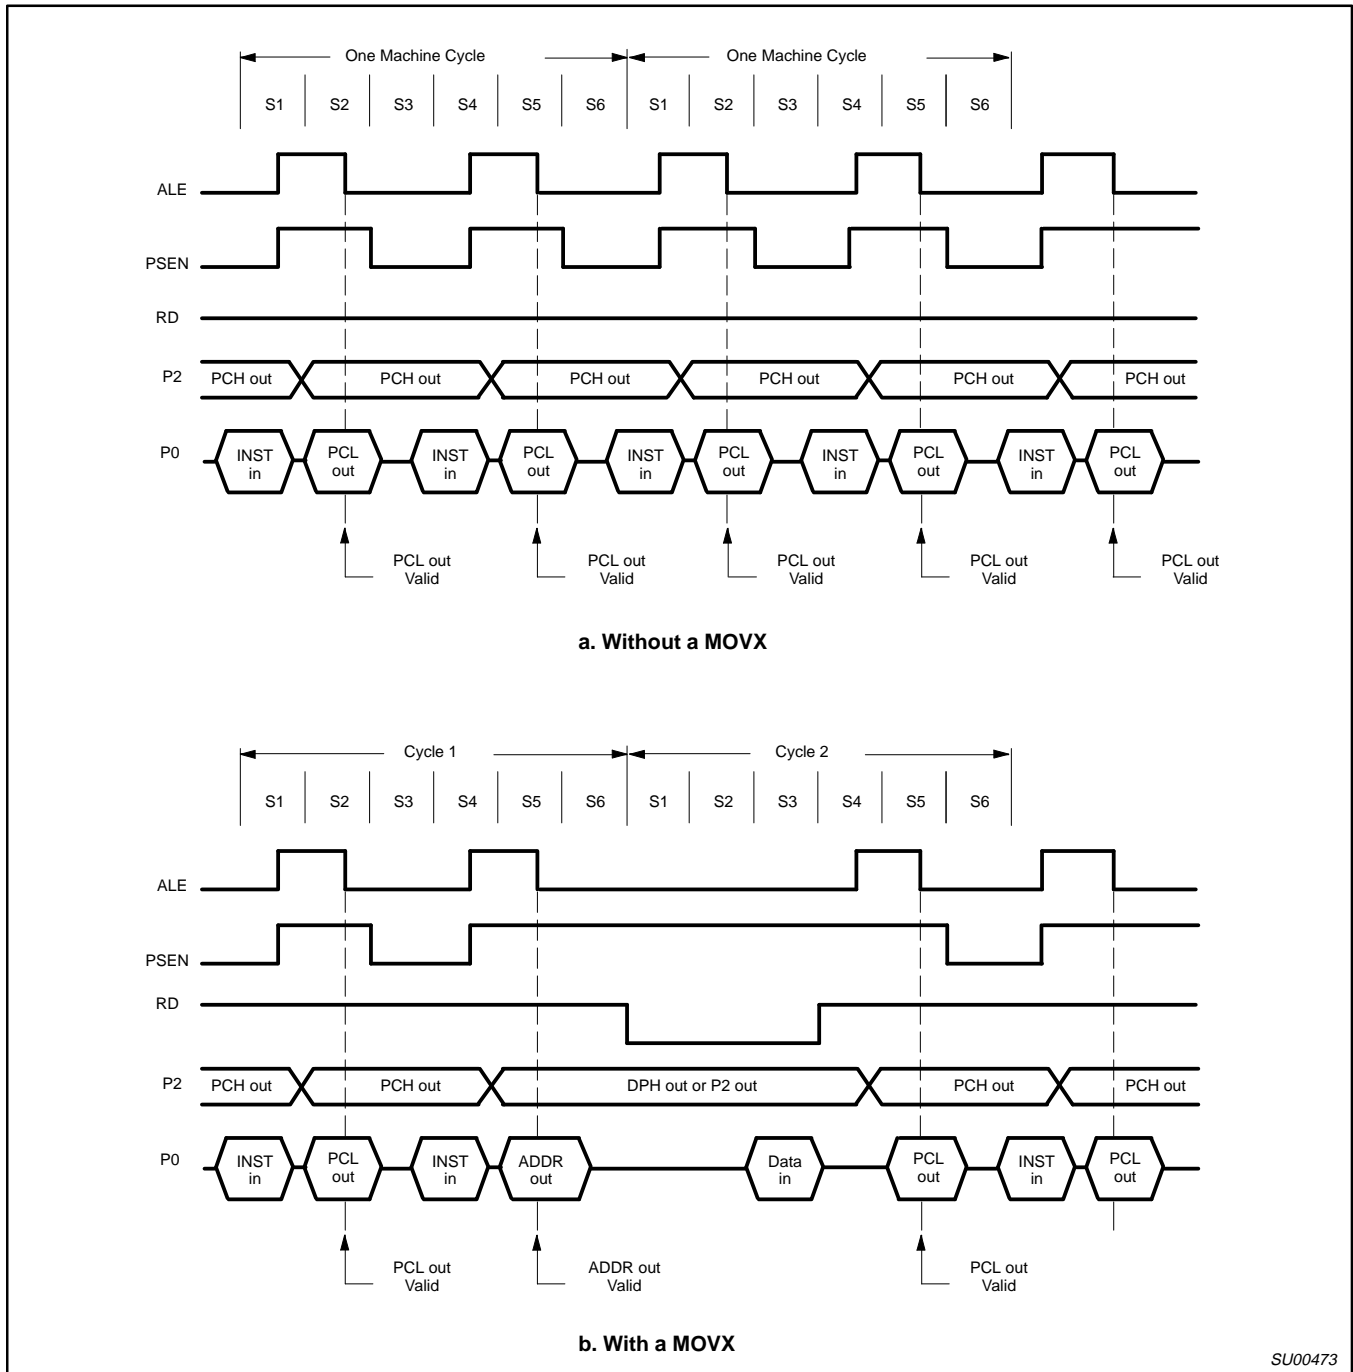 One Machine Cycle One Machine Cycle
S1 S2 S3 S4 S5 S6 S1 S2 S3 S4 S5 S6
ALE
PSEN
RD
P2 PCH out PCH out PCH out PCH out PCH out PCH out
P0 INST in PCL out INST in PCL out INST in PCL out INST in PCL out INST in PCL out
PCL out Valid PCL out Valid PCL out Valid PCL out Valid PCL out Valid
a. Without a MOVX
Cycle 1 Cycle 2
S1 S2 S3 S4 S5 S6 S1 S2 S3 S4 S5 S6
ALE
PSEN
RD
P2 PCH out PCH out DPH out or P2 out PCH out PCH out
P0 INST in PCL out INST in ADDR out Data in PCL out INST in PCL out
PCL out Valid ADDR out Valid PCL out Valid
b. With a MOVX
SU00473